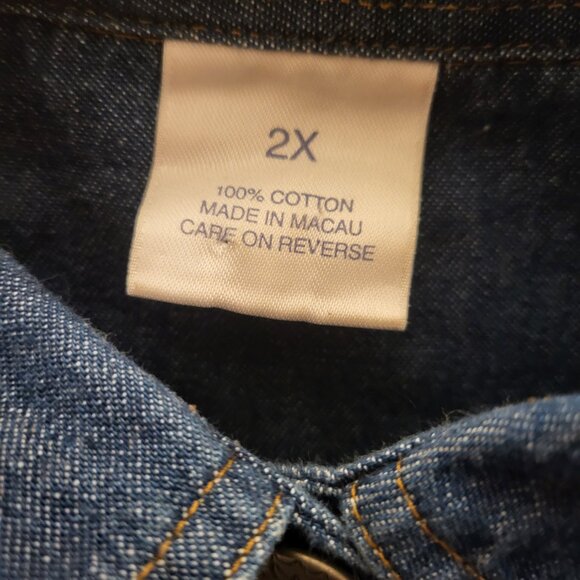 2X
100% COTTON
MADE IN MACAU
CARE ON REVERSE